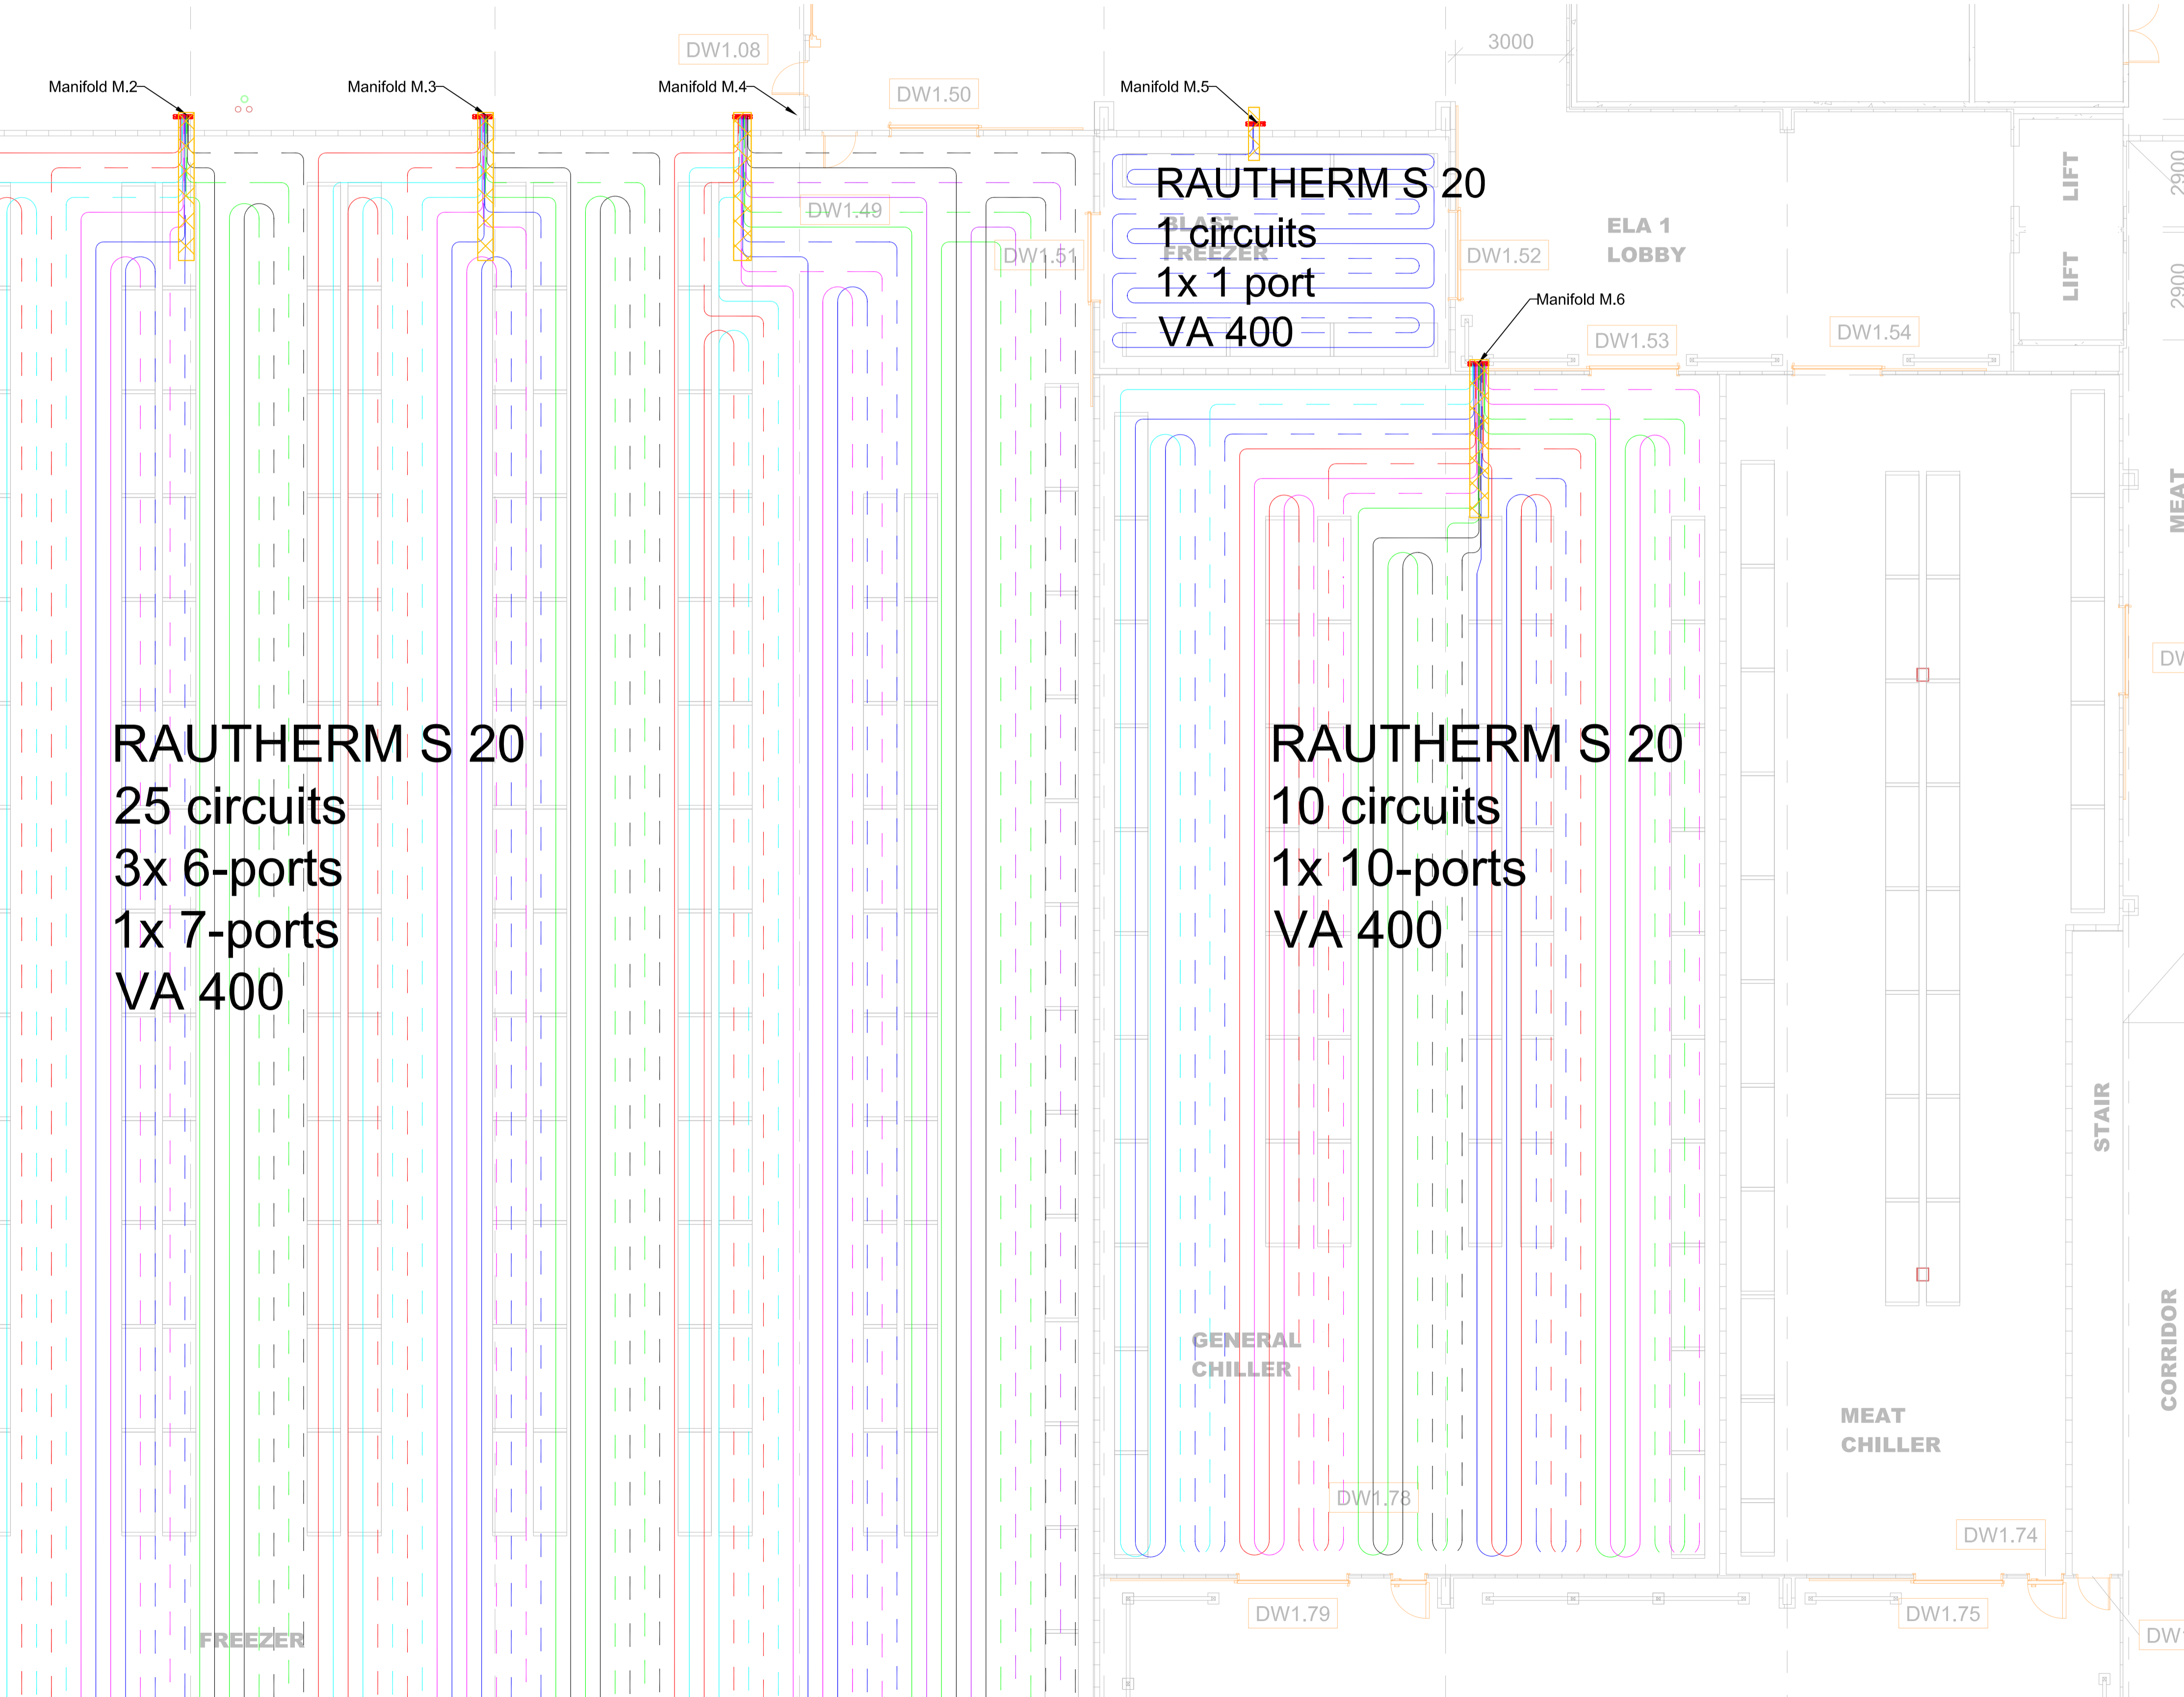 DW1.08
3000
Manifold M.2
Manifold M.3
Manifold M.4
DW1.50
Manifold M.5
RAUTHERM S 20
1 circuits
1x 1 port
VA 400
BLAST
FREEZER
DW1.49
DW1.51
DW1.52
ELA 1
LOBBY
LIFT
LIFT
2900
2900
Manifold M.6
DW1.53
DW1.54
MEAT
RAUTHERM S 20
25 circuits
3x 6-ports
1x 7-ports
VA 400
RAUTHERM S 20
10 circuits
1x 10-ports
VA 400
STAIR
GENERAL
CHILLER
CORRIDOR
MEAT
CHILLER
DW1.78
DW1.74
DW1.79
DW1.75
FREEZER